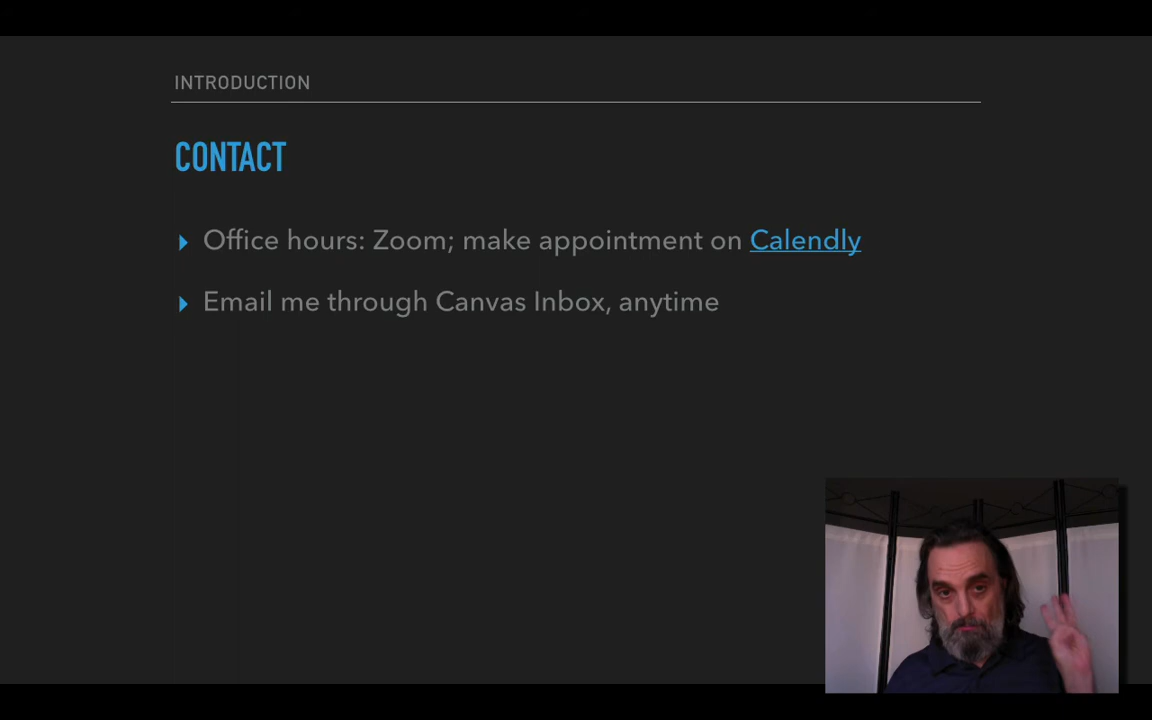 INTRODUCTION
CONTACT
Office hours: Zoom; make appointment on Calendly
Email me through Canvas Inbox, anytime